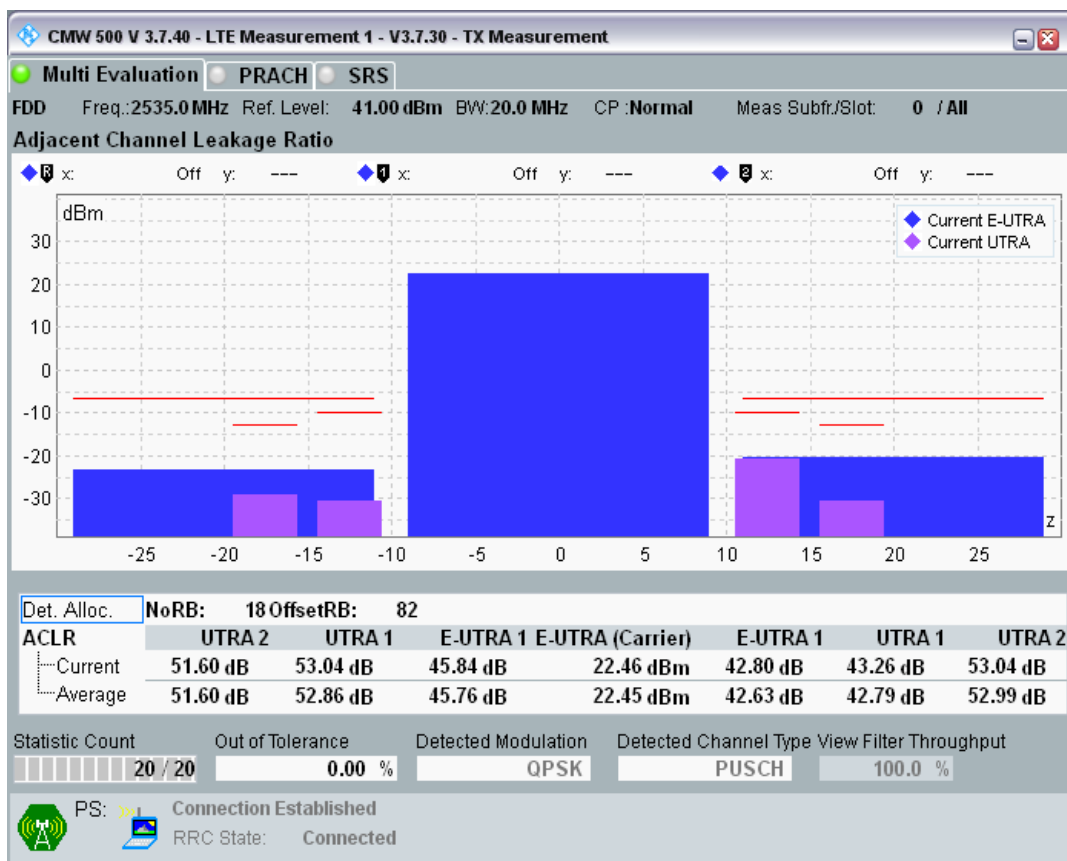 CMW 500 V 3.7.40 - LTE Measurement 1 - V3.7.30 - TX Measurement
Multi Evaluation PRACH SRS
FDD Freq.:2535.0 MHz Ref. Level: 41.00 dBm BW:20.0 MHz CP :Normal Meas Subfr./Slot: 0 / All
Adjacent Channel Leakage Ratio
R x: Off y: --- 1 x: Off y: --- 2 x: Off y: ---
dBm
Current E-UTRA
Current UTRA
30
20
10
0
-10
-20
-30
z
-25 -20 -15 -10 -5 0 5 10 15 20 25
Det. Alloc. NoRB: 18 OffsetRB: 82
ACLR UTRA 2 UTRA 1 E-UTRA 1 E-UTRA (Carrier) E-UTRA 1 UTRA 1 UTRA 2
Current 51.60 dB 53.04 dB 45.84 dB 22.46 dBm 42.80 dB 43.26 dB 53.04 dB
Average 51.60 dB 52.86 dB 45.76 dB 22.45 dBm 42.63 dB 42.79 dB 52.99 dB
Statistic Count Out of Tolerance Detected Modulation Detected Channel Type View Filter Throughput
20 / 20 0.00 % QPSK PUSCH 100.0 %
PS: Connection Established
RRC State: Connected